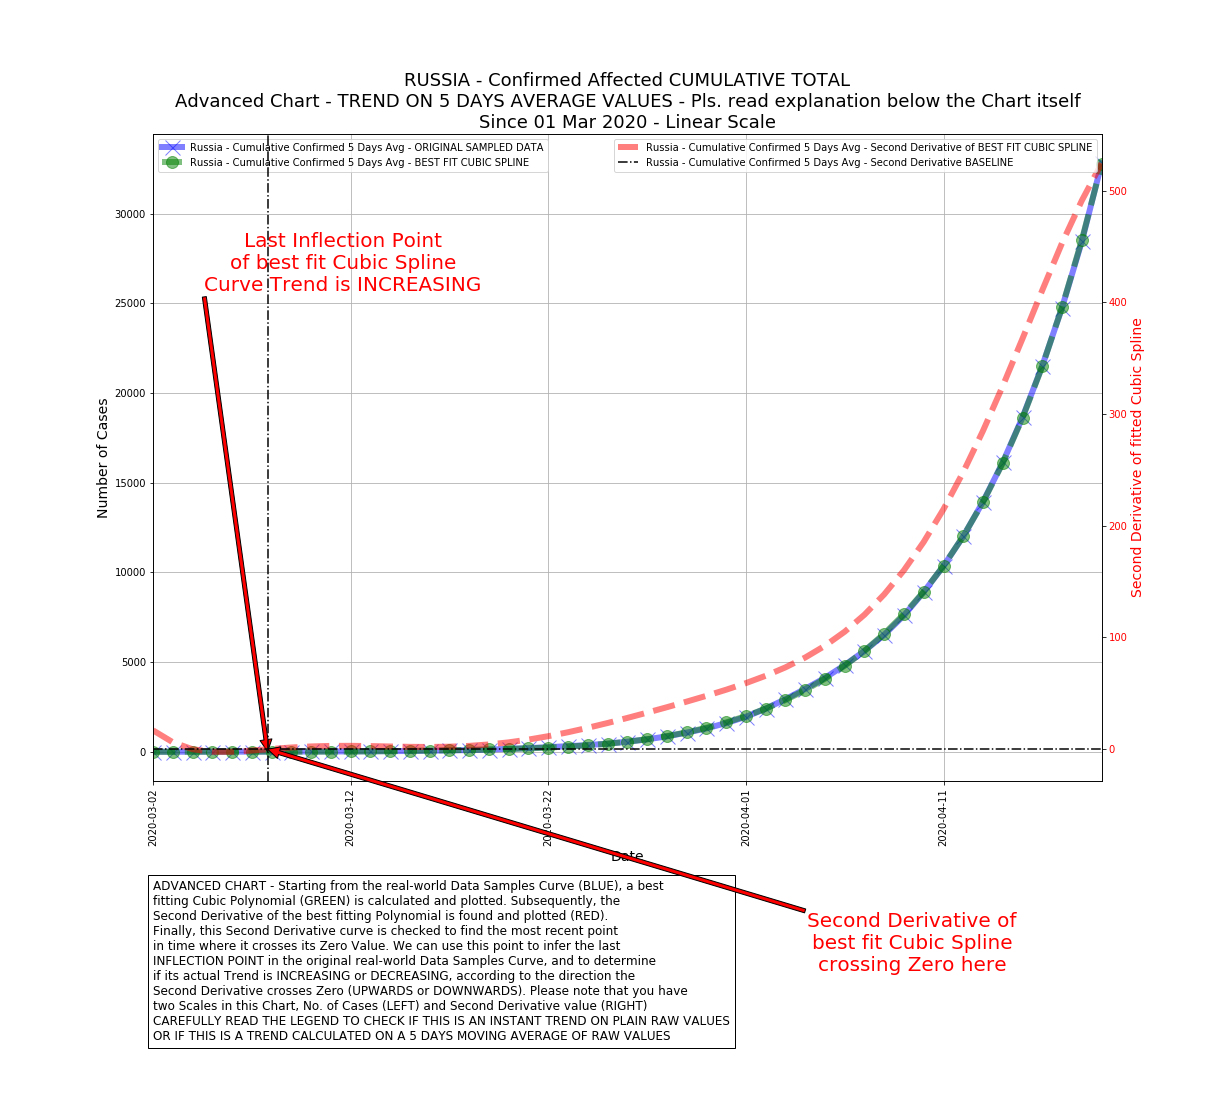 RUSSIA - Confirmed Affected CUMULATIVE TOTAL
Advanced Chart - TREND ON 5 DAYS AVERAGE VALUES - Pls. read explanation below the Chart itself
Since 01 Mar 2020 - Linear Scale
Russia - Cumulative Confirmed 5 Days Avg - ORIGINAL SAMPLED DATA
Russia - Cumulative Confirmed 5 Days Avg - BEST FIT CUBIC SPLINE
Russia - Cumulative Confirmed 5 Days Avg - Second Derivative of BEST FIT CUBIC SPLINE
Russia - Cumulative Confirmed 5 Days Avg - Second Derivative BASELINE
Last Inflection Point
of best fit Cubic Spline
Curve Trend is INCREASING
Number of Cases
30000
25000
20000
15000
10000
5000
0
500
400
300
200
100
0
Second Derivative of fitted Cubic Spline
2020-03-02
2020-03-12
2020-03-22
2020-04-01
2020-04-11
Date
ADVANCED CHART - Starting from the real-world Data Samples Curve (BLUE), a best
fitting Cubic Polynomial (GREEN) is calculated and plotted. Subsequently, the
Second Derivative of the best fitting Polynomial is found and plotted (RED).
Finally, this Second Derivative curve is checked to find the most recent point
in time where it crosses its Zero Value. We can use this point to infer the last
INFLECTION POINT in the original real-world Data Samples Curve, and to determine
if its actual Trend is INCREASING or DECREASING, according to the direction the
Second Derivative crosses Zero (UPWARDS or DOWNWARDS). Please note that you have
two Scales in this Chart, No. of Cases (LEFT) and Second Derivative value (RIGHT)
CAREFULLY READ THE LEGEND TO CHECK IF THIS IS AN INSTANT TREND ON PLAIN RAW VALUES
OR IF THIS IS A TREND CALCULATED ON A 5 DAYS MOVING AVERAGE OF RAW VALUES
Second Derivative of
best fit Cubic Spline
crossing Zero here